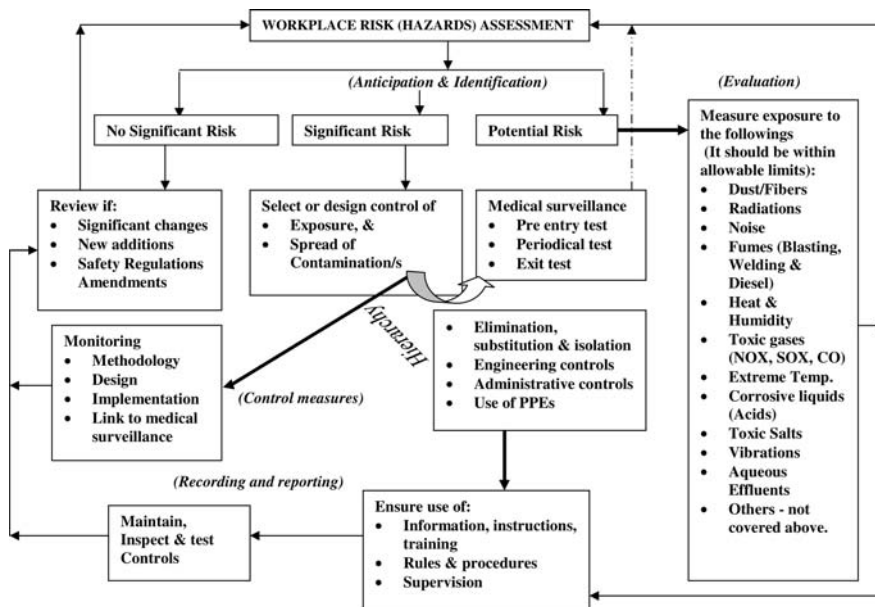 WORKPLACE RISK (HAZARDS) ASSESSMENT
(Anticipation & Identification)
(Evaluation)
No Significant Risk
Significant Risk
Potential Risk
Measure exposure to
the followings
(It should be within
allowable limits):
• Dust/Fibers
• Radiations
• Noise
• Fumes (Blasting,
Welding &
Diesel)
• Heat &
Humidity
• Toxic gases
(NOX, SOX, CO)
• Extreme Temp.
• Corrosive liquids
(Acids)
• Toxic Salts
• Vibrations
• Aqueous
Effluents
• Others - not
covered above.
Review if:
• Significant changes
• New additions
• Safety Regulations
Amendments
Select or design control of
• Exposure, &
• Spread of
Contamination/s
Medical surveillance
• Pre entry test
• Periodical test
• Exit test
Hierarchy
Monitoring
• Methodology
• Design
• Implementation
• Link to medical
surveillance
(Control measures)
• Elimination,
substitution & isolation
• Engineering controls
• Administrative controls
• Use of PPEs
(Recording and reporting)
Maintain,
Inspect & test
Controls
Ensure use of:
• Information, instructions,
training
• Rules & procedures
• Supervision